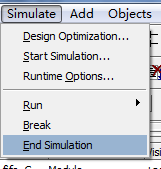 Simulate Add Objects
Design Optimization...
Start Simulation...
Runtime Options...
Run
Break
End Simulation